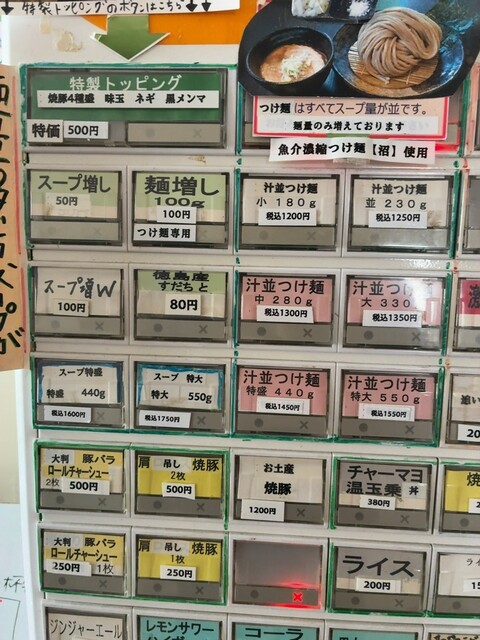 特製トッピングのボタンはこちら
特製トッピング
焼豚4種盛 味玉 ネギ 黒メンマ
特価 500円
つけ麺 はすべてスープ量が並です。
麺量のみ増えております
魚介濃縮つけ麺【沼】使用
スープ増し
50円
麺増し
100g
100円
つけ麺専用
汁並つけ麺
小 180g
税込1200円
汁並つけ麺
並 230g
税込1250円
スープ増W
100円
徳島産
すだち
80円
汁並つけ麺
中 280g
税込1300円
汁並つけ麺
大 330
税込1350円
スープ特盛
特盛 440g
税込1600円
スープ 特大
特大 550g
税込1750円
汁並つけ麺
特盛 440g
税込1450円
汁並つけ麺
特大 550g
税込1550円
大判 豚バラ
ロールチャーシュー
2枚 500円
肩 吊し 焼豚
2枚
500円
お土産
焼豚
1200円
チャーマヨ
温玉乗 丼
380円
大判 豚バラ
ロールチャーシュー
250円 1枚
肩 吊し 焼豚
1枚
250円
ライス
200円
ジンジャーエール
レモンサワー
コーラ